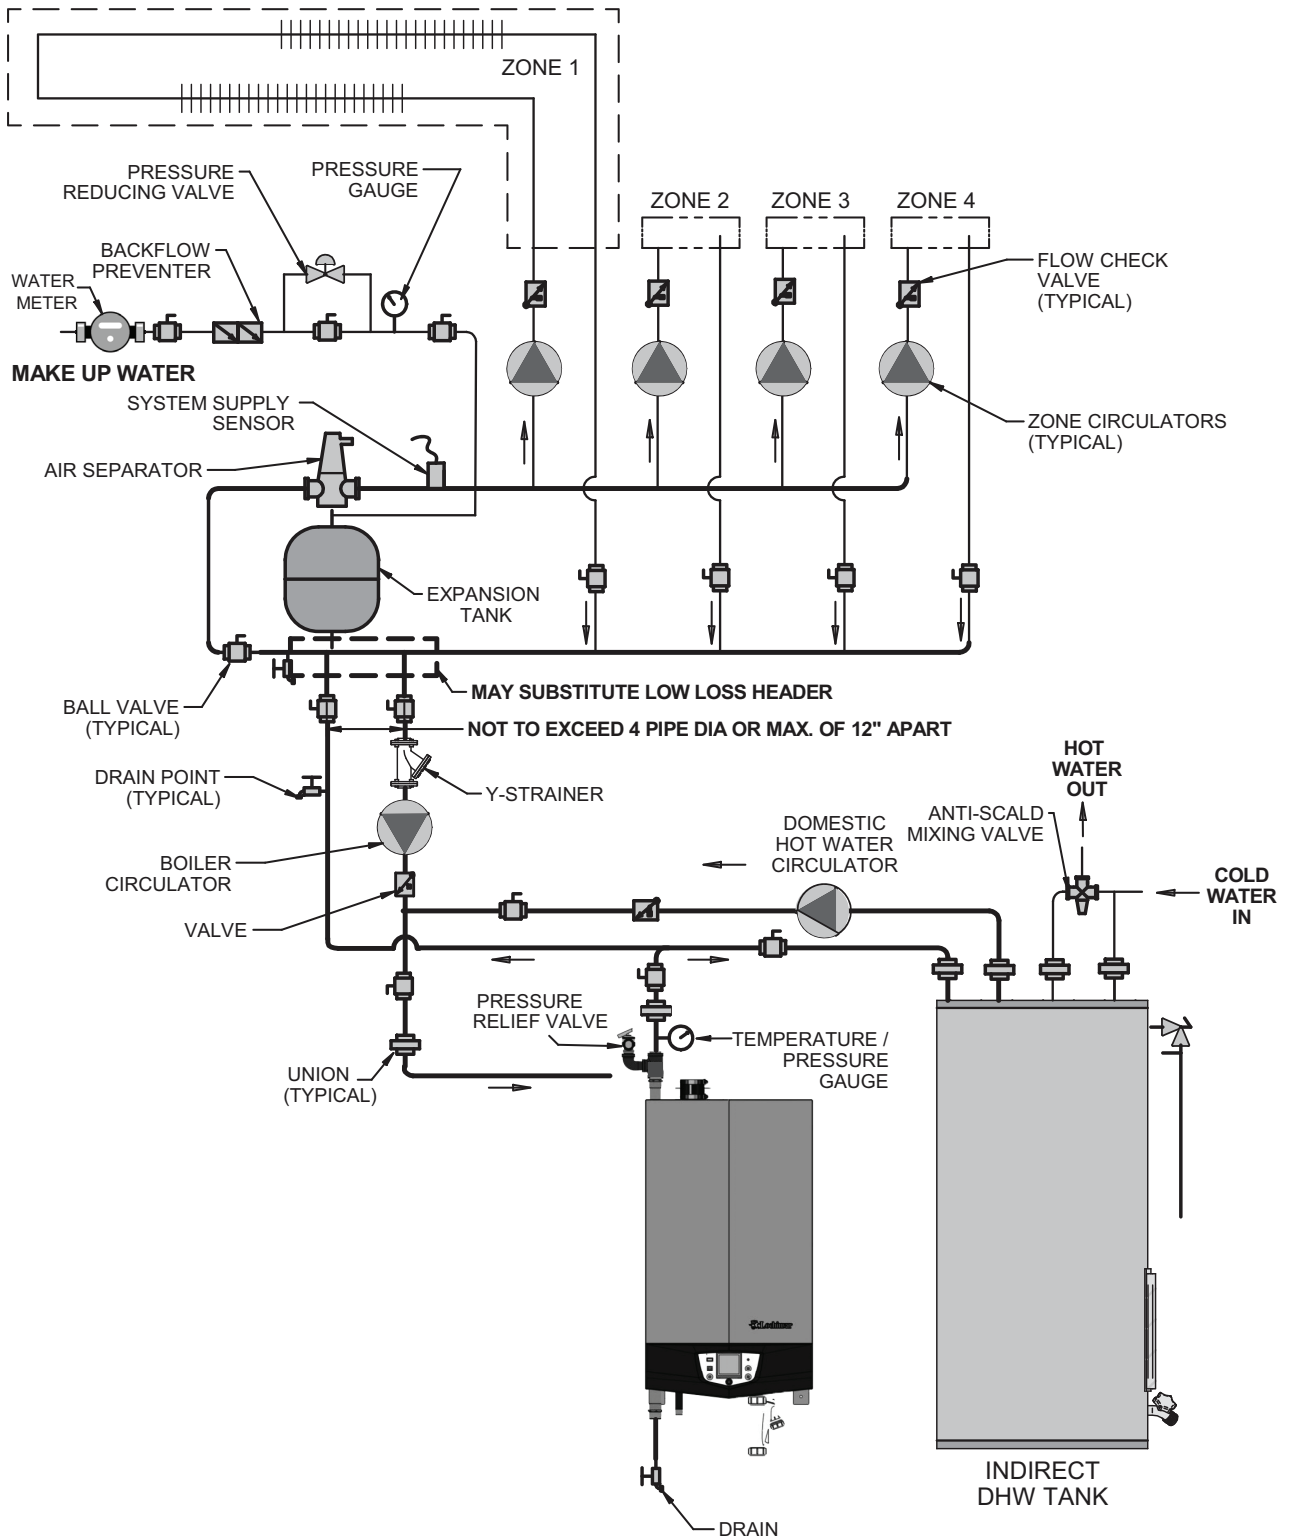 ZONE 1
PRESSURE
REDUCING VALVE
PRESSURE
GAUGE
ZONE 2
ZONE 3
ZONE 4
BACKFLOW
PREVENTER
FLOW CHECK
VALVE
(TYPICAL)
WATER
METER
MAKE UP WATER
SYSTEM SUPPLY
SENSOR
ZONE CIRCULATORS
(TYPICAL)
AIR SEPARATOR
EXPANSION
TANK
MAY SUBSTITUTE LOW LOSS HEADER
BALL VALVE
(TYPICAL)
NOT TO EXCEED 4 PIPE DIA OR MAX. OF 12" APART
HOT
WATER
OUT
DRAIN POINT
(TYPICAL)
Y-STRAINER
ANTI-SCALD
MIXING VALVE
DOMESTIC
HOT WATER
CIRCULATOR
BOILER
CIRCULATOR
COLD
WATER
IN
VALVE
PRESSURE
RELIEF VALVE
TEMPERATURE /
PRESSURE
GAUGE
UNION
(TYPICAL)
Lochinvar
INDIRECT
DHW TANK
DRAIN